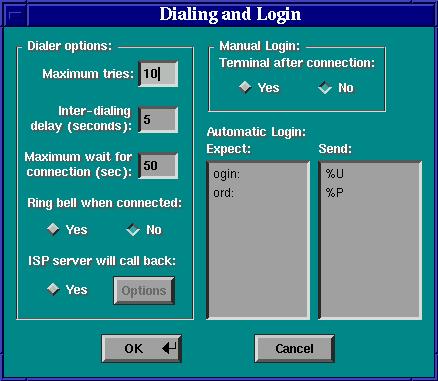 Dialing and Login
Dialer options:
Maximum tries: 10
Inter-dialing
delay (seconds): 5
Maximum wait for
connection (sec): 50
Ring bell when connected:
Yes No
ISP server will call back:
Yes Options
Manual Login:
Terminal after connection:
Yes No
Automatic Login:
Expect: Send:
ogin: %U
ord: %P
OK Cancel